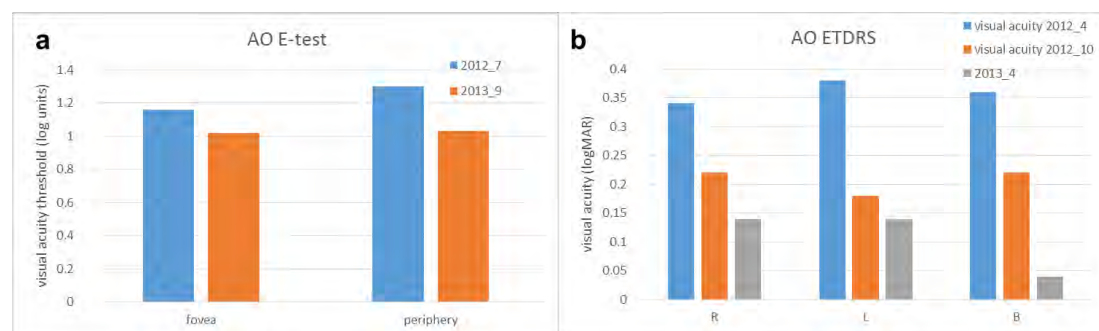 a
AO E-test
2012_7
2013_9
visual acuity threshold (log units)
1.4
1.2
1
0.8
0.6
0.4
0.2
0
fovea
periphery
b
AO ETDRS
visual acuity 2012_4
visual acuity 2012_10
2013_4
visual acuity (logMAR)
0.4
0.35
0.3
0.25
0.2
0.15
0.1
0.05
0
R
L
B